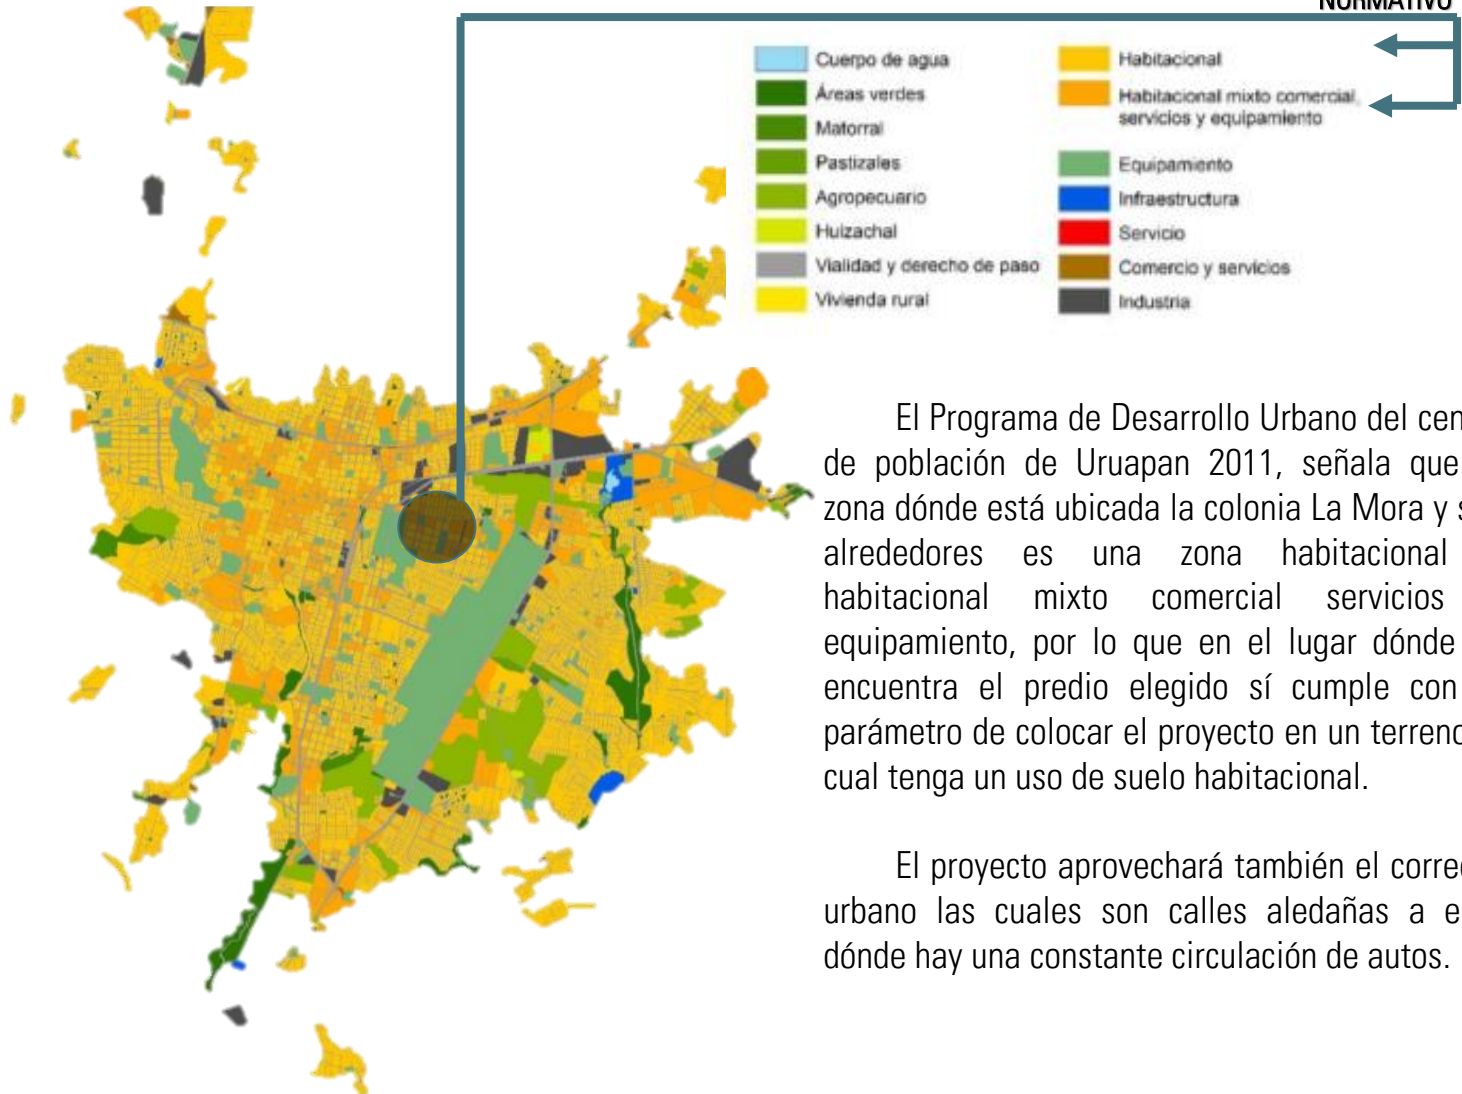 NORMATIVO
Cuerpo de agua
Áreas verdes
Matorral
Pastizales
Agropecuario
Huizachal
Vialidad y derecho de paso
Vivienda rural
Habitacional
Habitacional mixto comercial,
servicios y equipamiento
Equipamiento
Infraestructura
Servicio
Comercio y servicios
Industria
El Programa de Desarrollo Urbano del cen
de población de Uruapan 2011, señala que
zona dónde está ubicada la colonia La Mora y s
alrededores es una zona habitacional
habitacional mixto comercial servicios
equipamiento, por lo que en el lugar dónde
encuentra el predio elegido sí cumple con
parámetro de colocar el proyecto en un terreno
cual tenga un uso de suelo habitacional.
El proyecto aprovechará también el corred
urbano las cuales son calles aledañas a e
dónde hay una constante circulación de autos.